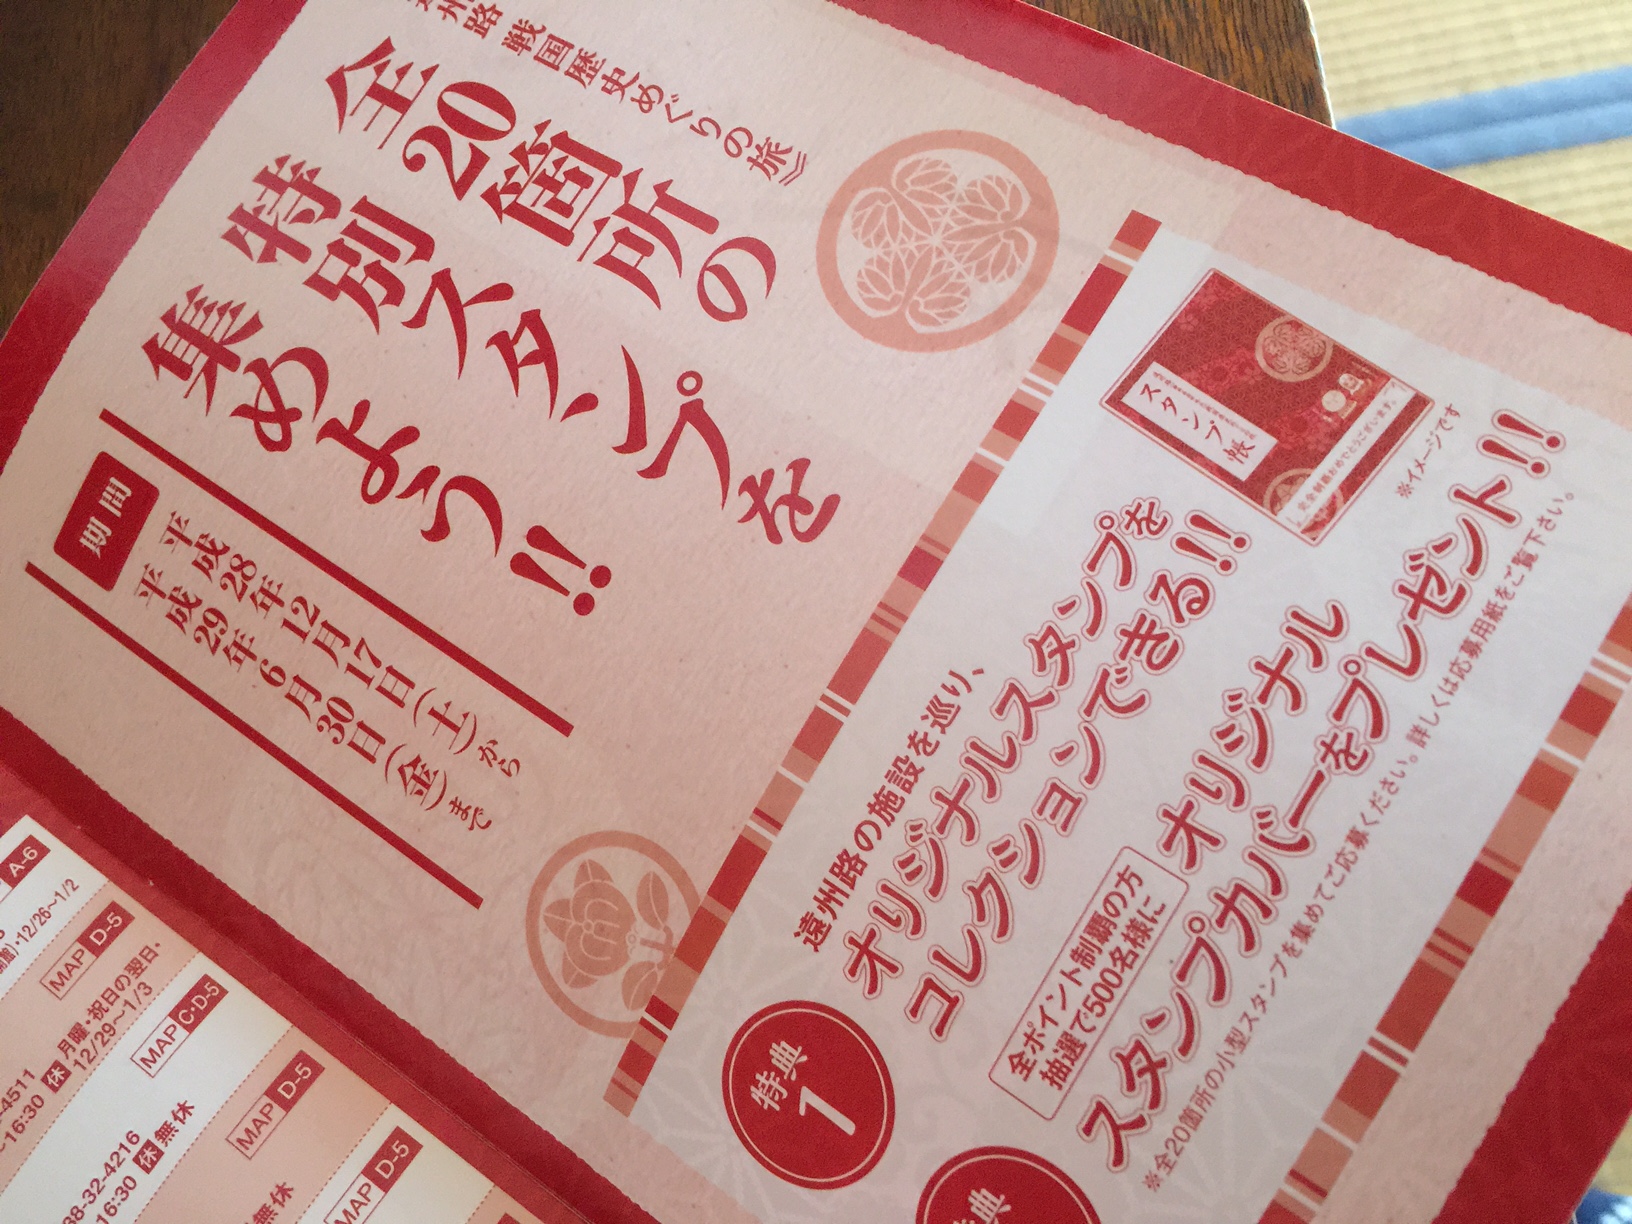 州路 戦国歴史めぐりの旅》
全20箇所の
特別スタンプを
集めよう!!
期間
平成28年12月17日(土)から
平成29年6月30日(金)まで
特典
1
遠州路の施設を巡り、
オリジナルスタンプを
コレクションできる!!
特典
全ポイント制覇の方
抽選で500名様に
オリジナル
スタンプカバーをプレゼント!!
※全20箇所の小型スタンプを集めてご応募ください。詳しくは応募用紙をご覧下さい。
スタンプ帳
※イメージです
A-6
・12/26〜1/2
MAP D-5
4511
〜16:30 休 月曜・祝日の翌日・
12/29〜1/3
MAP C・D-5
38-32-4216
16:30 休 無休
MAP D-5
無休
MAP D-5